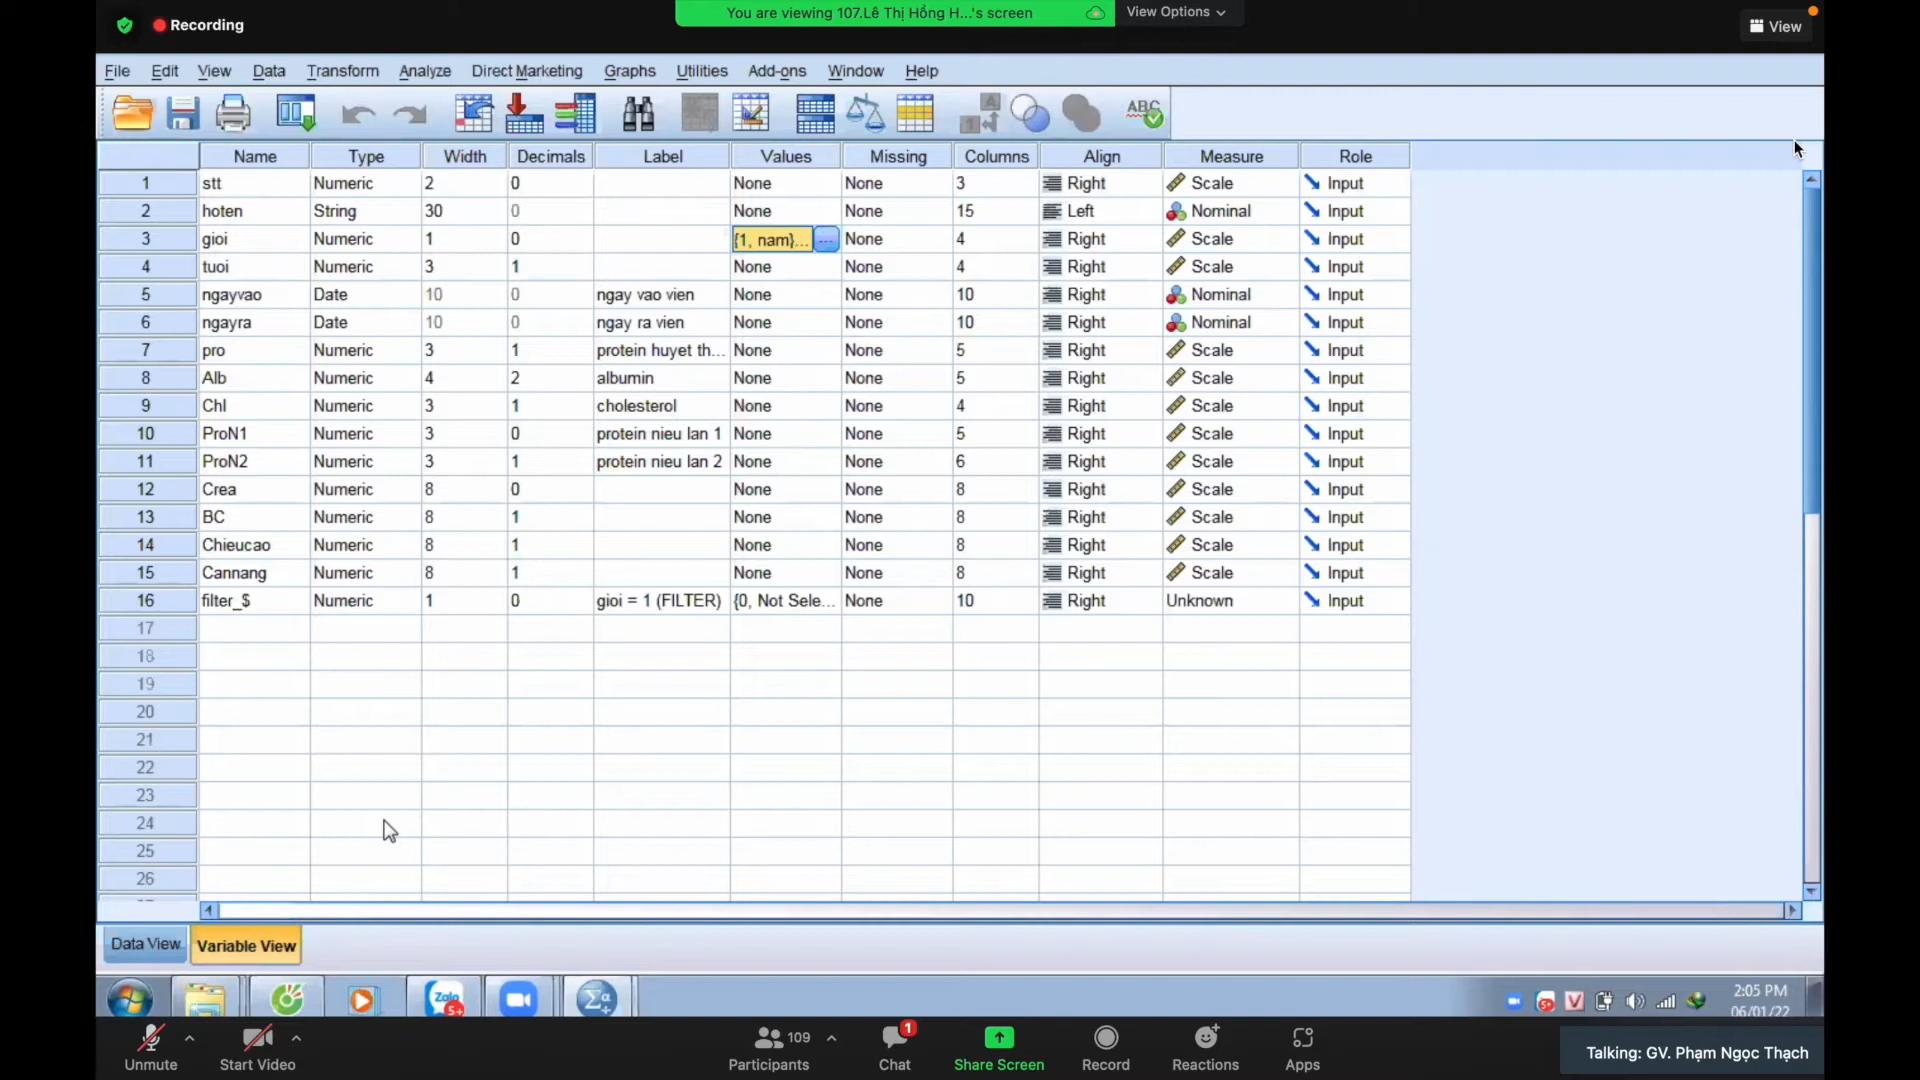 You are viewing 107.Lê Thị Hồng H...'s screen
View Options
Recording
View
File Edit View Data Transform Analyze Direct Marketing Graphs Utilities Add-ons Window Help
ABC
Name Type Width Decimals Label Values Missing Columns Align Measure Role
1 stt Numeric 2 0 None None 3 Right Scale Input
2 hoten String 30 0 None None 15 Left Nominal Input
3 gioi Numeric 1 0 {1, nam}... ... None 4 Right Scale Input
4 tuoi Numeric 3 1 None None 4 Right Scale Input
5 ngayvao Date 10 0 ngay vao vien None None 10 Right Nominal Input
6 ngayra Date 10 0 ngay ra vien None None 10 Right Nominal Input
7 pro Numeric 3 1 protein huyet th... None None 5 Right Scale Input
8 Alb Numeric 4 2 albumin None None 5 Right Scale Input
9 Chl Numeric 3 1 cholesterol None None 4 Right Scale Input
10 ProN1 Numeric 3 0 protein nieu lan 1 None None 5 Right Scale Input
11 ProN2 Numeric 3 1 protein nieu lan 2 None None 6 Right Scale Input
12 Crea Numeric 8 0 None None 8 Right Scale Input
13 BC Numeric 8 1 None None 8 Right Scale Input
14 Chieucao Numeric 8 1 None None 8 Right Scale Input
15 Cannang Numeric 8 1 None None 8 Right Scale Input
16 filter_$ Numeric 1 0 gioi = 1 (FILTER) {0, Not Sele... None 10 Right Unknown Input
17
18
19
20
21
22
23
24
25
26
Data View Variable View
Zalo
5+
2:05 PM
06/01/22
Unmute
Start Video
109
Participants
1
Chat
Share Screen
Record
Reactions
Apps
Talking: GV. Phạm Ngọc Thạch